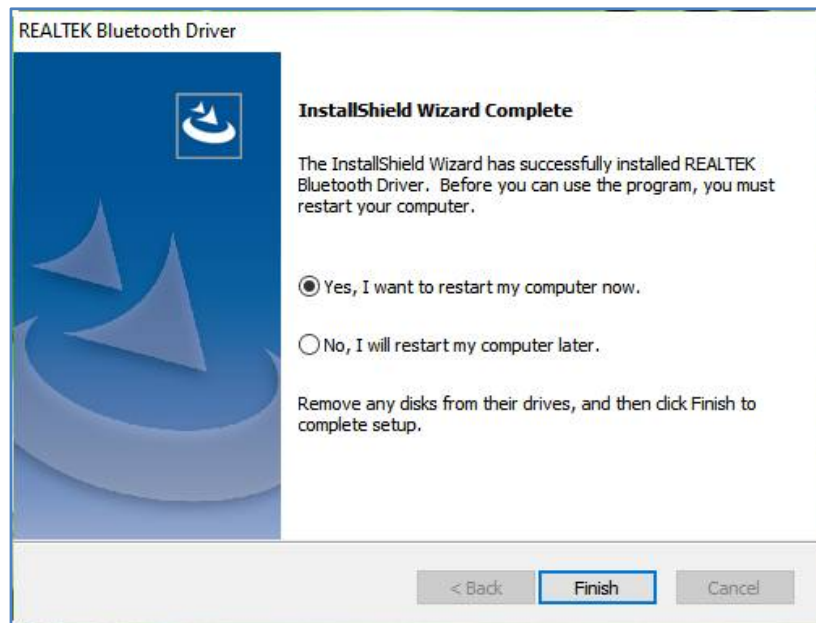 REALTEK Bluetooth Driver
InstallShield Wizard Complete
The InstallShield Wizard has successfully installed REALTEK
Bluetooth Driver.  Before you can use the program, you must
restart your computer.
Yes, I want to restart my computer now.
No, I will restart my computer later.
Remove any disks from their drives, and then click Finish to
complete setup.
< Back
Finish
Cancel